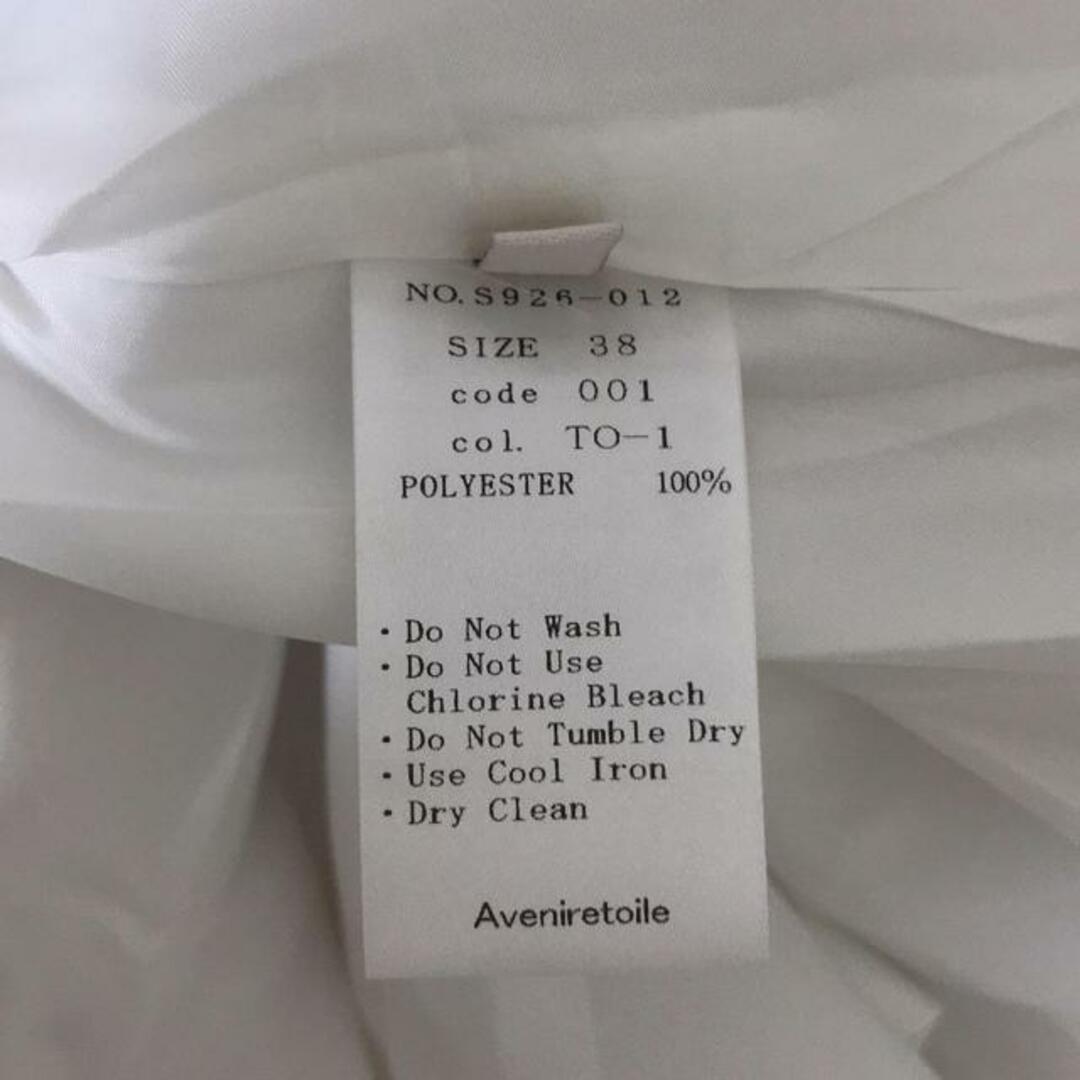 NO. S926-012
SIZE 38
code 001
col. TO-1
POLYESTER 100%
・Do Not Wash
・Do Not Use
Chlorine Bleach
・Do Not Tumble Dry
・Use Cool Iron
・Dry Clean
Aveniretoile